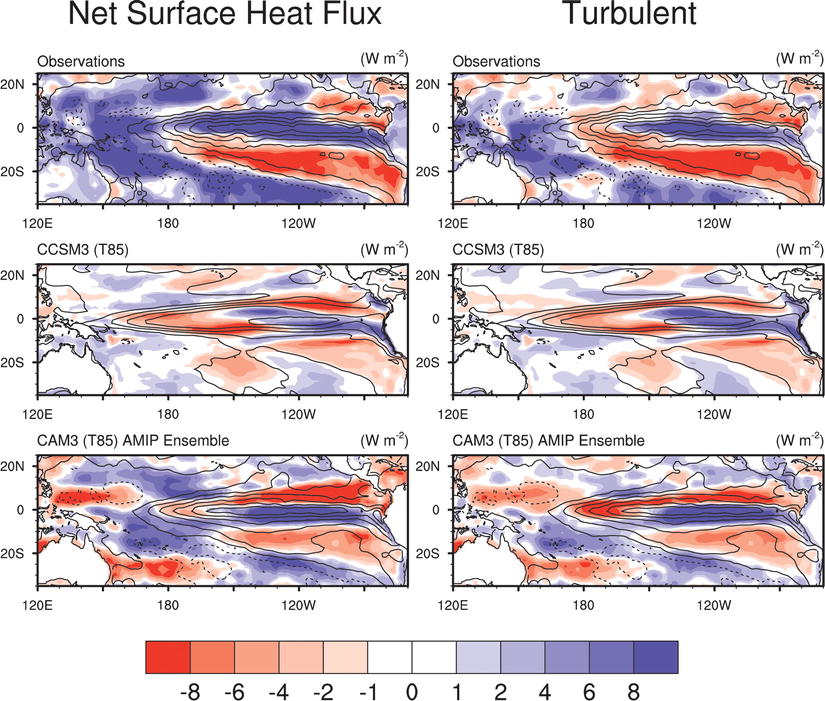 Net Surface Heat Flux Turbulent
Observations (W m-2) Observations (W m-2)
20N 20N
0 0
20S 20S
120E 180 120W 120E 180 120W
CCSM3 (T85) (W m-2) CCSM3 (T85) (W m-2)
20N 20N
0 0
20S 20S
120E 180 120W 120E 180 120W
CAM3 (T85) AMIP Ensemble (W m-2) CAM3 (T85) AMIP Ensemble (W m-2)
20N 20N
0 0
20S 20S
120E 180 120W 120E 180 120W
-8 -6 -4 -2 -1 0 1 2 4 6 8